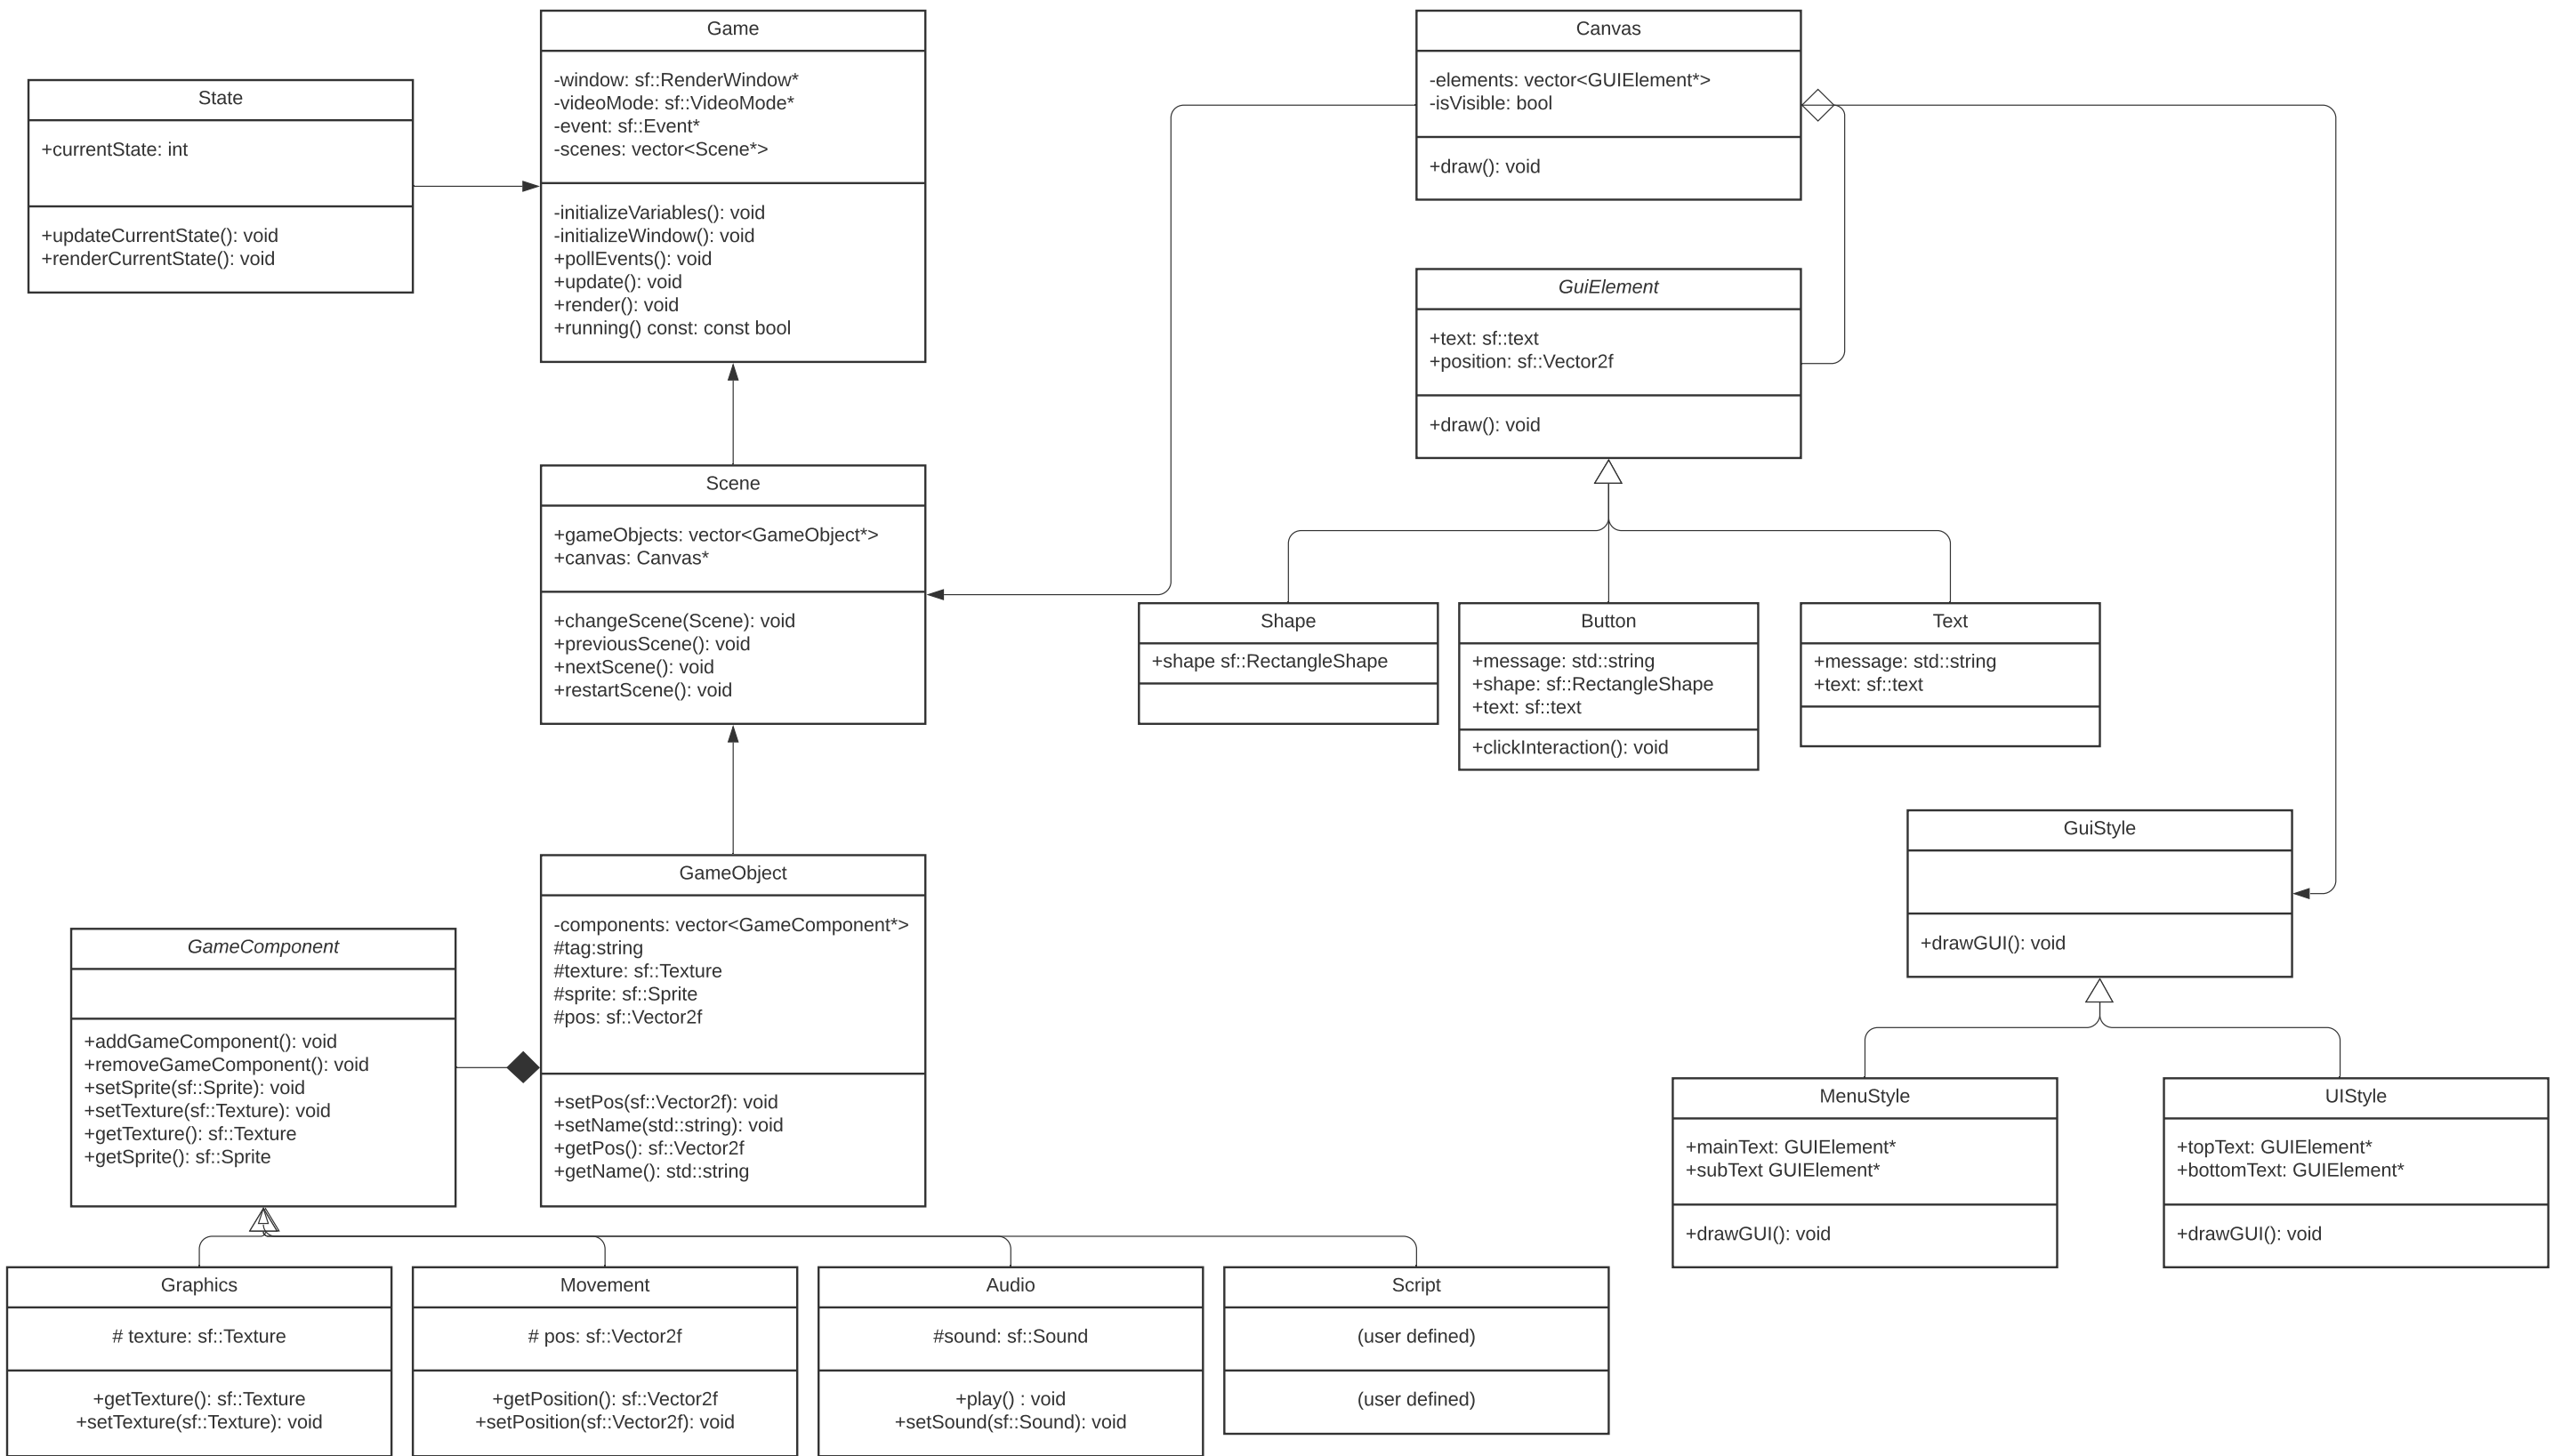 Game
-window: sf::RenderWindow*
-videoMode: sf::VideoMode*
-event: sf::Event*
-scenes: vector<Scene*>
-initializeVariables(): void
-initializeWindow(): void
+pollEvents(): void
+update(): void
+render(): void
+running() const: const bool
State
+currentState: int
+updateCurrentState(): void
+renderCurrentState(): void
Canvas
-elements: vector<GUIElement*>
-isVisible: bool
+draw(): void
GuiElement
+text: sf::text
+position: sf::Vector2f
+draw(): void
Scene
+gameObjects: vector<GameObject*>
+canvas: Canvas*
+changeScene(Scene): void
+previousScene(): void
+nextScene(): void
+restartScene(): void
Shape
+shape sf::RectangleShape
Button
+message: std::string
+shape: sf::RectangleShape
+text: sf::text
+clickInteraction(): void
Text
+message: std::string
+text: sf::text
GuiStyle
+drawGUI(): void
GameObject
-components: vector<GameComponent*>
#tag:string
#texture: sf::Texture
#sprite: sf::Sprite
#pos: sf::Vector2f
+setPos(sf::Vector2f): void
+setName(std::string): void
+getPos(): sf::Vector2f
+getName(): std::string
GameComponent
+addGameComponent(): void
+removeGameComponent(): void
+setSprite(sf::Sprite): void
+setTexture(sf::Texture): void
+getTexture(): sf::Texture
+getSprite(): sf::Sprite
MenuStyle
+mainText: GUIElement*
+subText GUIElement*
+drawGUI(): void
UIStyle
+topText: GUIElement*
+bottomText: GUIElement*
+drawGUI(): void
Graphics
# texture: sf::Texture
+getTexture(): sf::Texture
+setTexture(sf::Texture): void
Movement
# pos: sf::Vector2f
+getPosition(): sf::Vector2f
+setPosition(sf::Vector2f): void
Audio
#sound: sf::Sound
+play() : void
+setSound(sf::Sound): void
Script
(user defined)
(user defined)